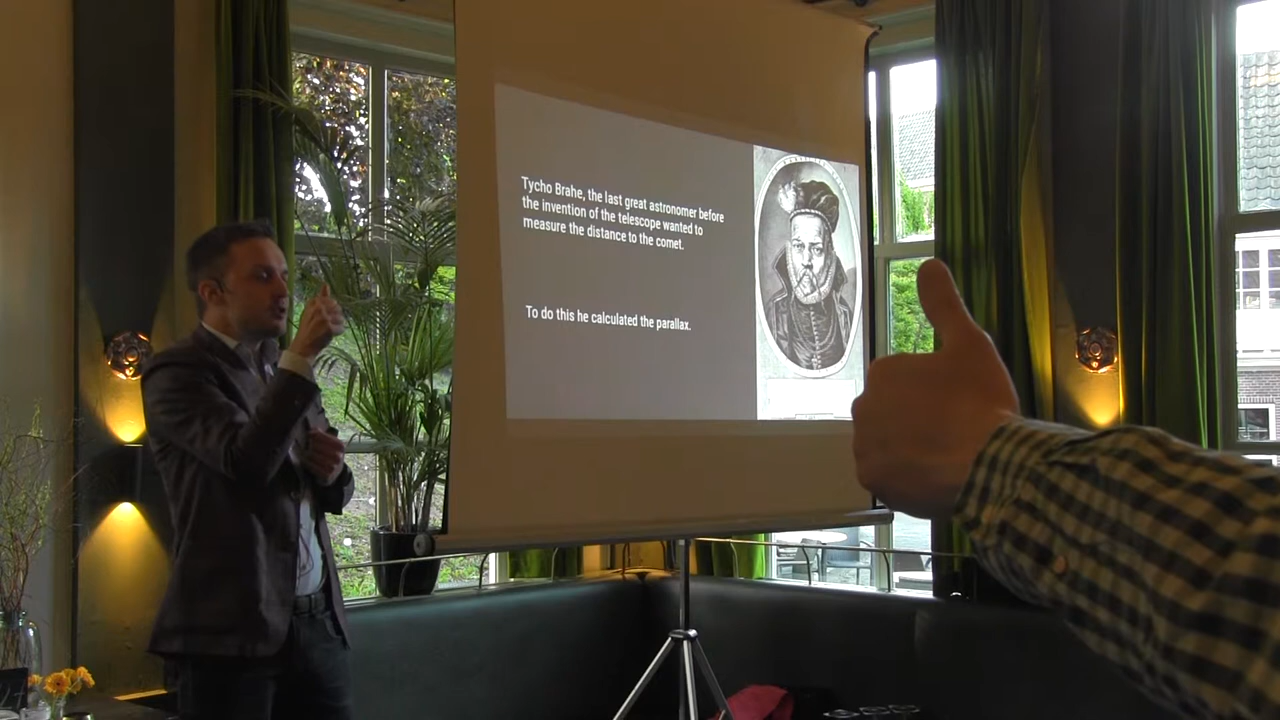 Tycho Brahe, the last great astronomer before
the invention of the telescope wanted to
measure the distance to the comet.
To do this he calculated the parallax.